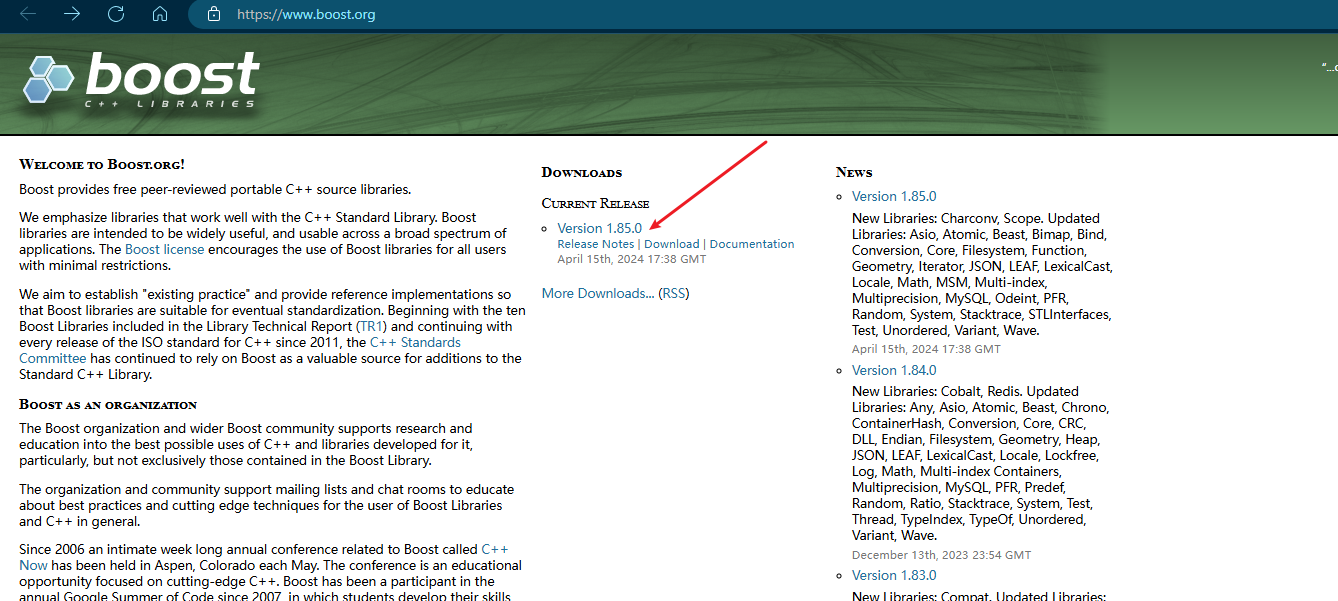 https://www.boost.org
boost
C++ LIBRARIES
“...c
Welcome to Boost.org!
Boost provides free peer-reviewed portable C++ source libraries.
We emphasize libraries that work well with the C++ Standard Library. Boost
libraries are intended to be widely useful, and usable across a broad spectrum of
applications. The Boost license encourages the use of Boost libraries for all users
with minimal restrictions.
We aim to establish "existing practice" and provide reference implementations so
that Boost libraries are suitable for eventual standardization. Beginning with the ten
Boost Libraries included in the Library Technical Report (TR1) and continuing with
every release of the ISO standard for C++ since 2011, the C++ Standards
Committee has continued to rely on Boost as a valuable source for additions to the
Standard C++ Library.
Boost as an organization
The Boost organization and wider Boost community supports research and
education into the best possible uses of C++ and libraries developed for it,
particularly, but not exclusively those contained in the Boost Library.
The organization and community support mailing lists and chat rooms to educate
about best practices and cutting edge techniques for the user of Boost Libraries
and C++ in general.
Since 2006 an intimate week long annual conference related to Boost called C++
Now has been held in Aspen, Colorado each May. The conference is an educational
opportunity focused on cutting-edge C++. Boost has been a participant in the
annual Google Summer of Code since 2007, in which students develop their skills
Downloads
Current Release
Version 1.85.0
Release Notes | Download | Documentation
April 15th, 2024 17:38 GMT
More Downloads... (RSS)
News
Version 1.85.0
New Libraries: Charconv, Scope. Updated
Libraries: Asio, Atomic, Beast, Bimap, Bind,
Conversion, Core, Filesystem, Function,
Geometry, Iterator, JSON, LEAF, LexicalCast,
Locale, Math, MSM, Multi-index,
Multiprecision, MySQL, Odeint, PFR,
Random, System, Stacktrace, STLInterfaces,
Test, Unordered, Variant, Wave.
April 15th, 2024 17:38 GMT
Version 1.84.0
New Libraries: Cobalt, Redis. Updated
Libraries: Any, Asio, Atomic, Beast, Chrono,
ContainerHash, Conversion, Core, CRC,
DLL, Endian, Filesystem, Geometry, Heap,
JSON, LEAF, LexicalCast, Locale, Lockfree,
Log, Math, Multi-index Containers,
Multiprecision, MySQL, PFR, Predef,
Random, Ratio, Stacktrace, System, Test,
Thread, TypeIndex, TypeOf, Unordered,
Variant, Wave.
December 13th, 2023 23:54 GMT
Version 1.83.0
New Libraries: Compat. Updated Libraries: